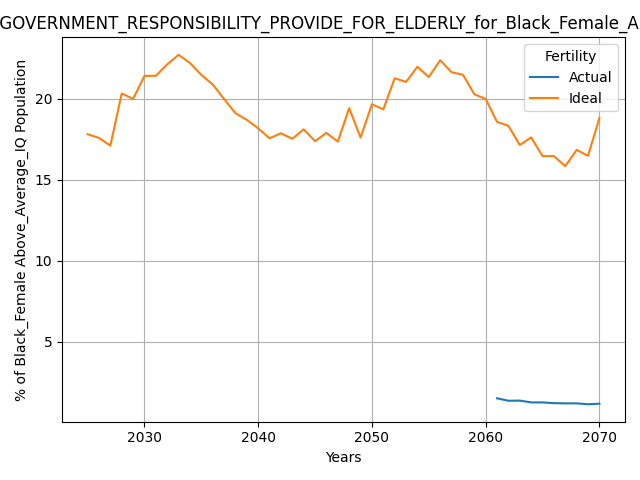 GOVERNMENT_RESPONSIBILITY_PROVIDE_FOR_ELDERLY_for_Black_Female_A
Fertility
Actual
Ideal
20
15
10
5
% of Black_Female Above_Average_IQ Population
2030 2040 2050 2060 2070
Years